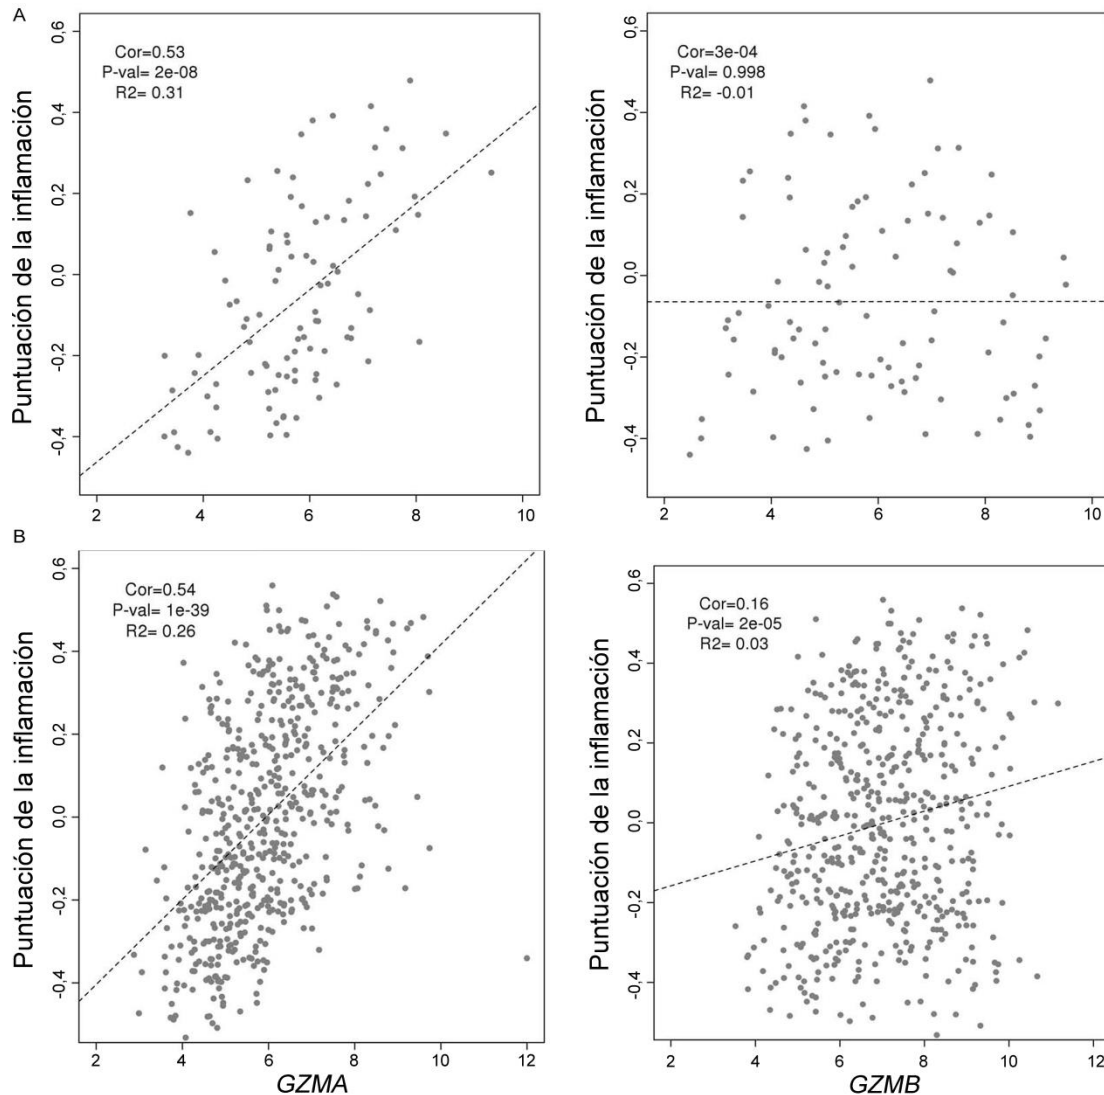 A
Cor=0.53
P-val= 2e-08
R2= 0.31
Puntuación de la inflamación
0,6
0,4
0,2
0,0
-0,2
-0,4
2 4 6 8 10
Cor=3e-04
P-val= 0.998
R2= -0.01
Puntuación de la inflamación
0,6
0,4
0,2
0,0
-0,2
-0,4
2 4 6 8 10
B
Cor=0.54
P-val= 1e-39
R2= 0.26
Puntuación de la inflamación
0,6
0,4
0,2
0,0
-0,2
-0,4
2 4 6 8 10 12
GZMA
Cor=0.16
P-val= 2e-05
R2= 0.03
Puntuación de la inflamación
0,6
0,4
0,2
0,0
-0,2
-0,4
2 4 6 8 10 12
GZMB